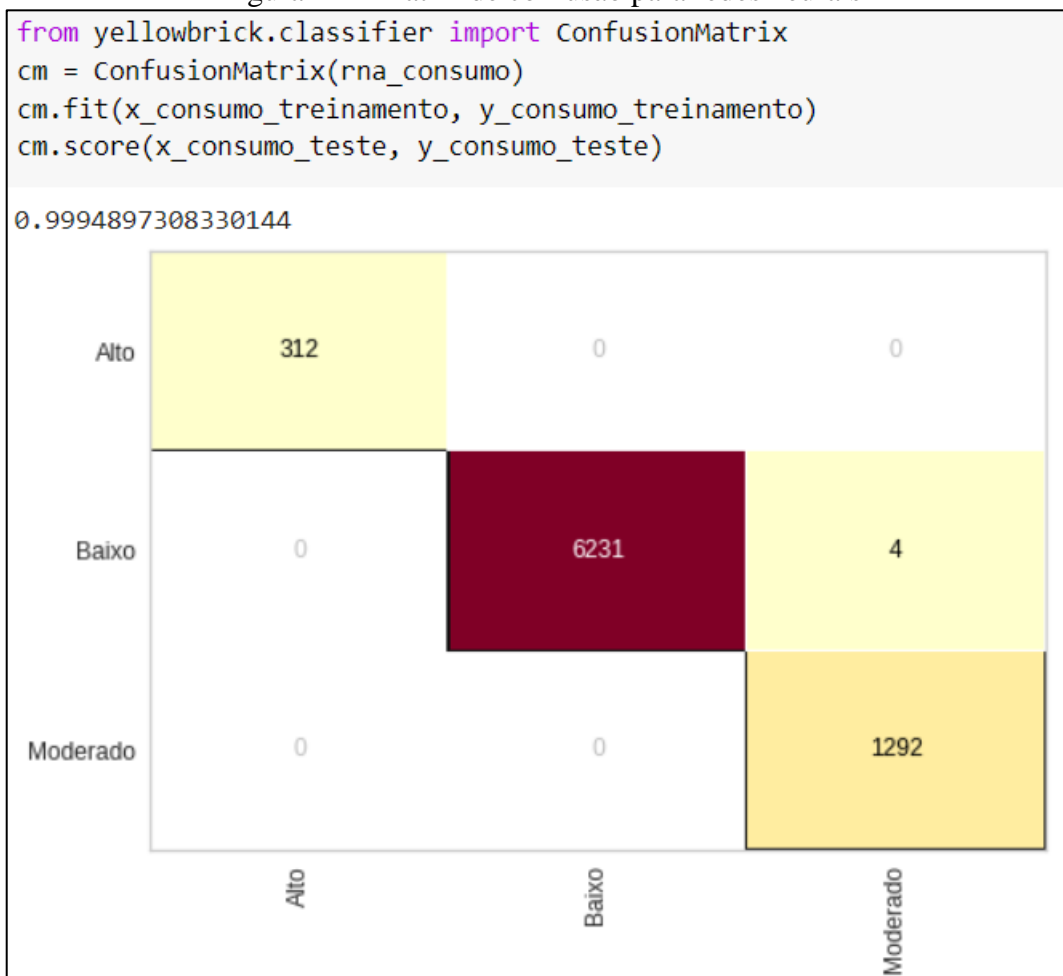 from yellowbrick.classifier import ConfusionMatrix
cm = ConfusionMatrix(rna_consumo)
cm.fit(x_consumo_treinamento, y_consumo_treinamento)
cm.score(x_consumo_teste, y_consumo_teste)
0.9994897308330144
Alto 312 0 0
Baixo 0 6231 4
Moderado 0 0 1292
Alto Baixo Moderado